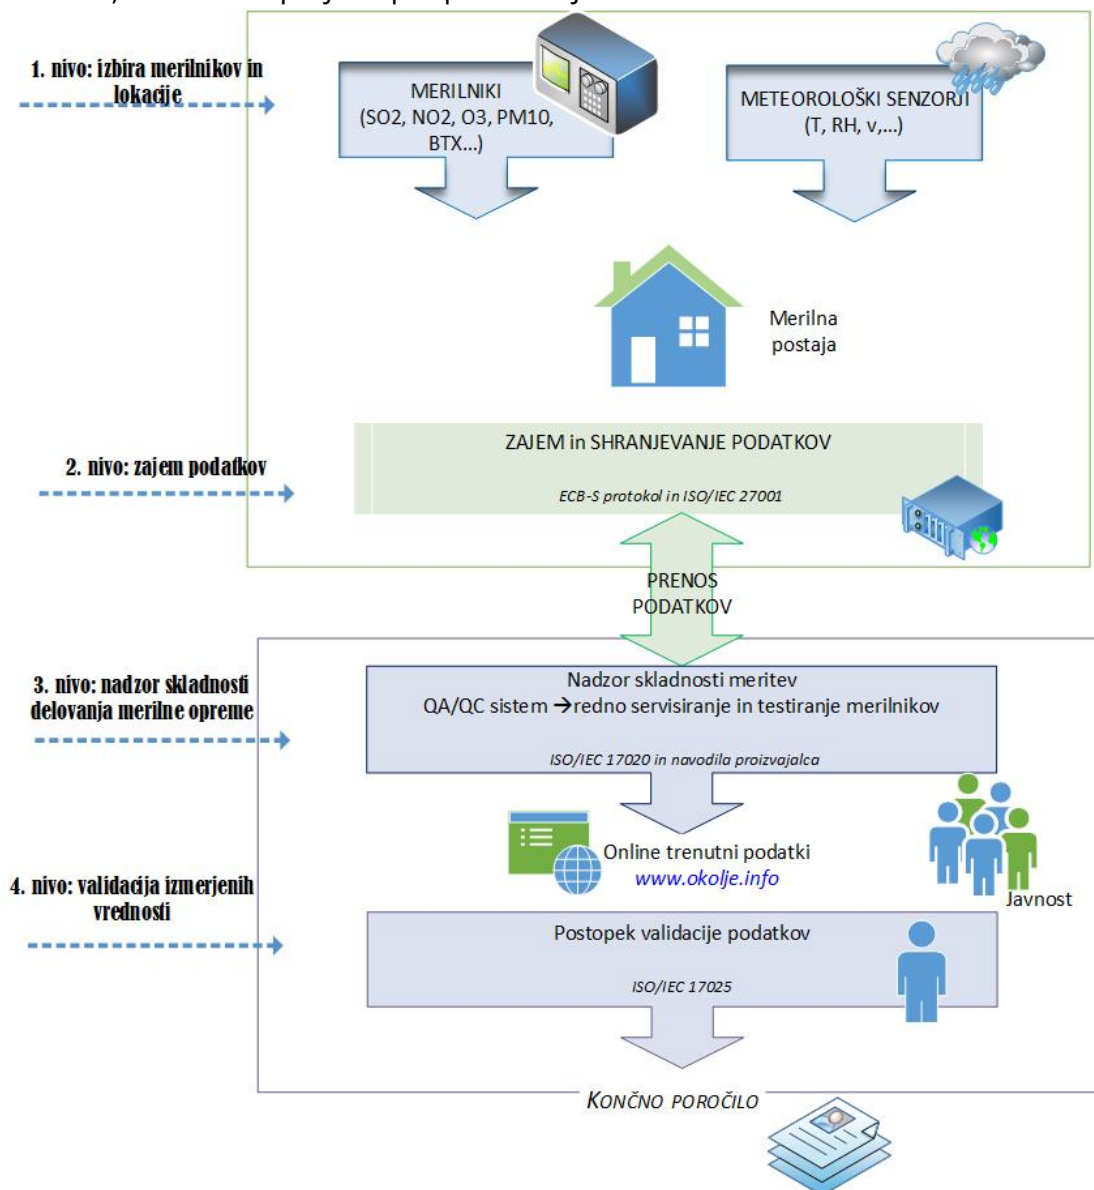 1. nivo: izbira merilnikov in
lokacije
MERILNIKI
(SO2, NO2, O3, PM10,
BTX...)
METEOROLOŠKI SENZORJI
(T, RH, v,...)
Merilna
postaja
ZAJEM in SHRANJEVANJE PODATKOV
2. nivo: zajem podatkov
ECB-S protokol in ISO/IEC 27001
PRENOS
PODATKOV
3. nivo: nadzor skladnosti
delovanja merilne opreme
Nadzor skladnosti meritev
QA/QC sistem →redno servisiranje in testiranje merilnikov
ISO/IEC 17020 in navodila proizvajalca
Online trenutni podatki
www.okolje.info
Javnost
4. nivo: validacija izmerjenih
vrednosti
Postopek validacije podatkov
ISO/IEC 17025
KONČNO POROČILO